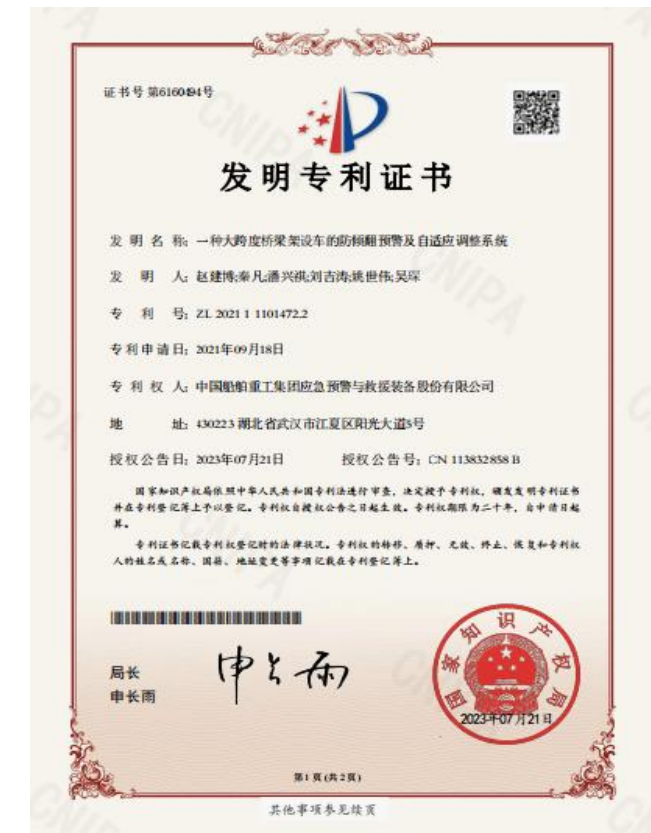 证书号第6160494号
发明专利证书
发明名称：一种大跨度桥梁架设车的防倾翻预警及自适应调整系统
发明人：赵建博;秦凡;潘兴祺;刘古涛;姚世伟;吴琛
专利号：ZL 2021 1 1101472.2
专利申请日：2021年09月18日
专利权人：中国船舶重工集团应急预警与救援装备股份有限公司
地址：430223 湖北省武汉市江夏区阳光大道5号
授权公告日：2023年07月21日 授权公告号：CN 113832858 B
国家知识产权局依照中华人民共和国专利法进行审查，决定授予专利权，颁发发明专利证书
并在专利登记簿上予以登记。专利权自授权公告之日起生效。专利权期限为二十年，自申请日起
算。
专利证书记载专利权登记时的法律状况。专利权的转移、质押、无效、终止、恢复和专利权
人的姓名或名称、国籍、地址变更等事项记载在专利登记簿上。
局长
申长雨
申长雨
国家知识产权局
2023年07月21日
第1页(共2页)
其他事项参见续页
CNIPA